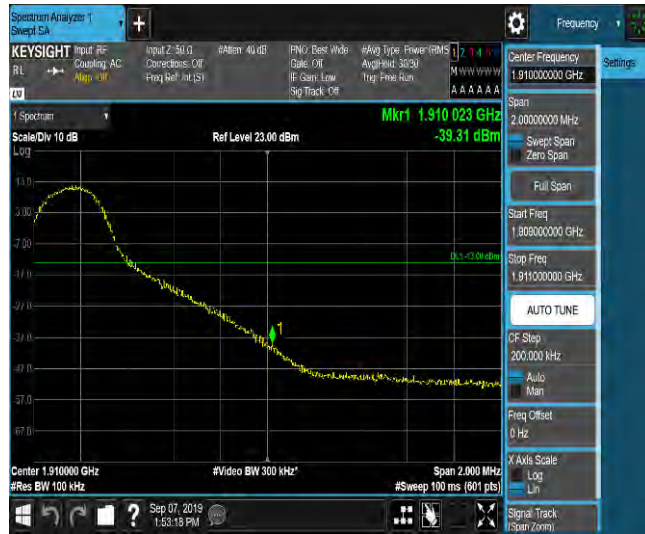 Spectrum Analyzer 1
Swept SA
+
Frequency
KEYSIGHT
Input: RF
Coupling: AC
Align: Off
Input Z: 50 Ω
Corrections: Off
Freq Ref: Int (S)
#Atten: 40 dB
PNO: Best Wide
Gate: Off
IF Gain: Low
Sig Track: Off
#Avg Type: Power (RMS
Avg|Hold: 30/30
Trig: Free Run
M W W W W W
A A A A A A
RL
Settings
1 Spectrum
Mkr1 1.910 023 GHz
Scale/Div 10 dB
Ref Level 23.00 dBm
-39.31 dBm
Log
13.0
3.00
-7.00
DL1 -13.00 dBm
-17.0
-27.0
-37.0
1
-47.0
-57.0
-67.0
Center 1.910000 GHz
#Video BW 300 kHz*
Span 2.000 MHz
#Res BW 100 kHz
#Sweep 100 ms (601 pts)
Sep 07, 2019
1:53:18 PM
?
Center Frequency
1.910000000 GHz
Span
2.00000000 MHz
Swept Span
Zero Span
Full Span
Start Freq
1.909000000 GHz
Stop Freq
1.911000000 GHz
AUTO TUNE
CF Step
200.000 kHz
Auto
Man
Freq Offset
0 Hz
X Axis Scale
Log
Lin
Signal Track
(Span Zoom)